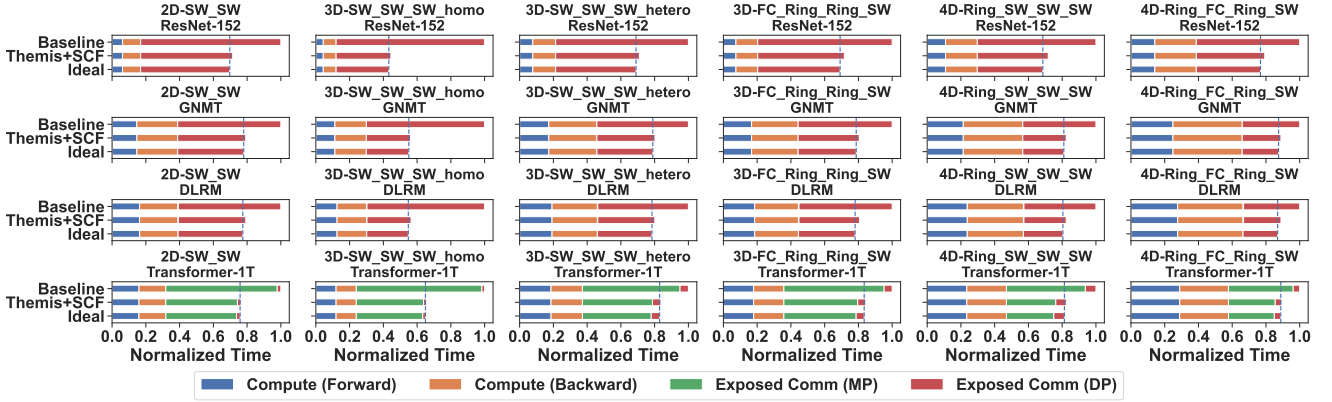 2D-SW_SW 3D-SW_SW_SW_homo 3D-SW_SW_SW_hetero 3D-FC_Ring_Ring_SW 4D-Ring_SW_SW_SW 4D-Ring_FC_Ring_SW
ResNet-152 ResNet-152 ResNet-152 ResNet-152 ResNet-152 ResNet-152
Baseline
Themis+SCF
Ideal
2D-SW_SW 3D-SW_SW_SW_homo 3D-SW_SW_SW_hetero 3D-FC_Ring_Ring_SW 4D-Ring_SW_SW_SW 4D-Ring_FC_Ring_SW
GNMT GNMT GNMT GNMT GNMT GNMT
Baseline
Themis+SCF
Ideal
2D-SW_SW 3D-SW_SW_SW_homo 3D-SW_SW_SW_hetero 3D-FC_Ring_Ring_SW 4D-Ring_SW_SW_SW 4D-Ring_FC_Ring_SW
DLRM DLRM DLRM DLRM DLRM DLRM
Baseline
Themis+SCF
Ideal
2D-SW_SW 3D-SW_SW_SW_homo 3D-SW_SW_SW_hetero 3D-FC_Ring_Ring_SW 4D-Ring_SW_SW_SW 4D-Ring_FC_Ring_SW
Transformer-1T Transformer-1T Transformer-1T Transformer-1T Transformer-1T Transformer-1T
Baseline
Themis+SCF
Ideal
0.0 0.2 0.4 0.6 0.8 1.0 0.0 0.2 0.4 0.6 0.8 1.0 0.0 0.2 0.4 0.6 0.8 1.0 0.0 0.2 0.4 0.6 0.8 1.0 0.0 0.2 0.4 0.6 0.8 1.0 0.0 0.2 0.4 0.6 0.8 1.0
Normalized Time Normalized Time Normalized Time Normalized Time Normalized Time Normalized Time
Compute (Forward) Compute (Backward) Exposed Comm (MP) Exposed Comm (DP)